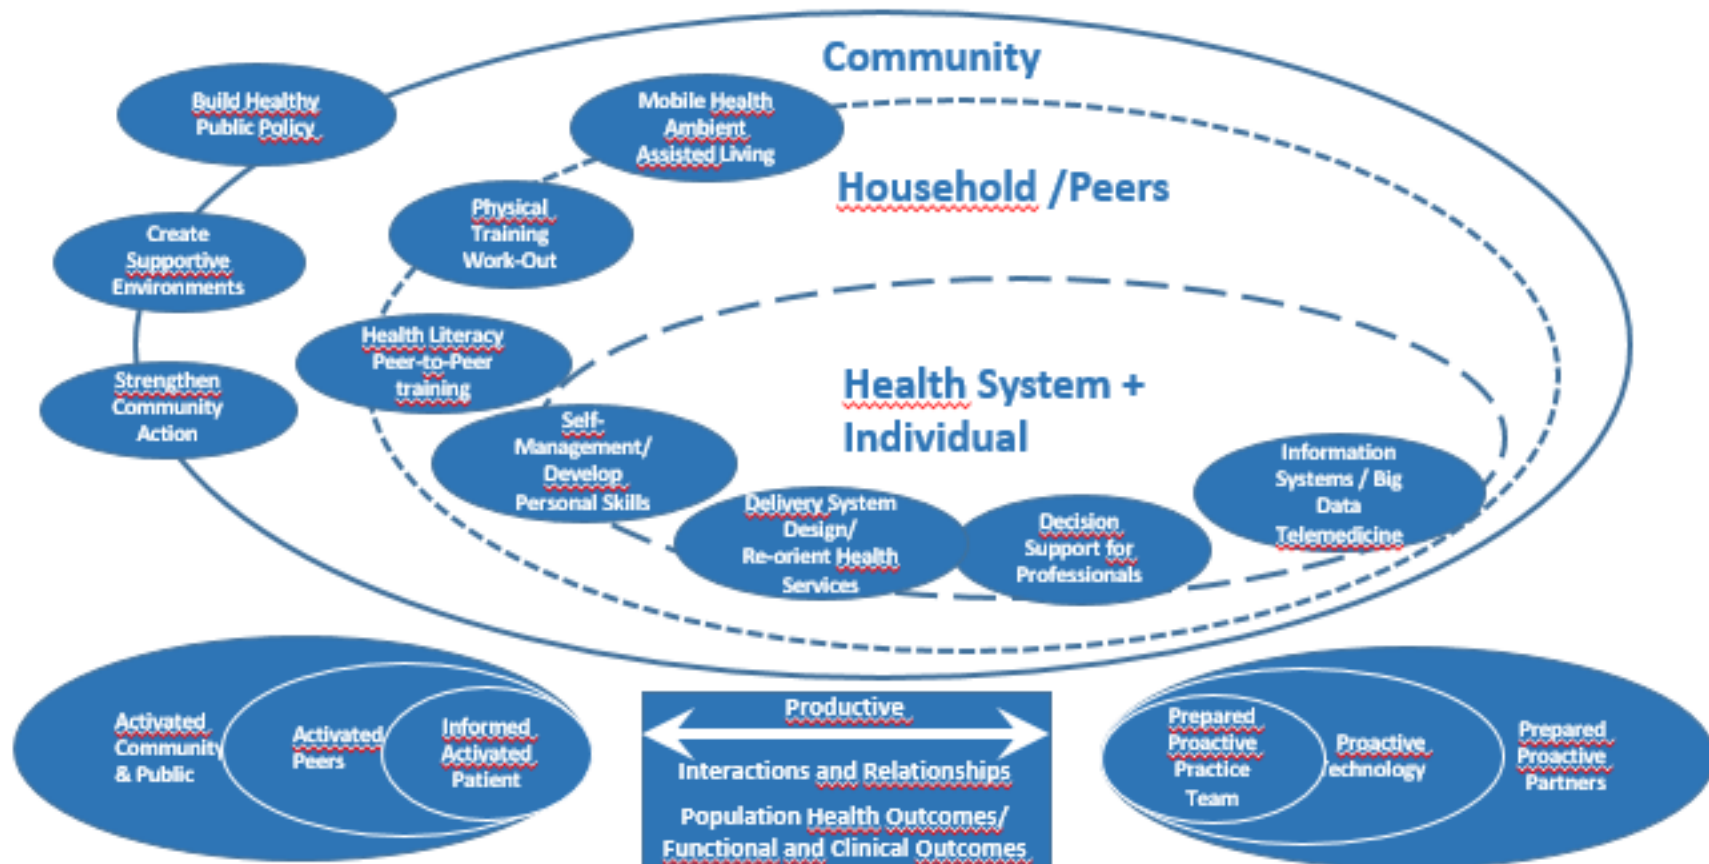 Community
Build Healthy
Public Policy
Mobile Health
Ambient
Assisted Living
Household /Peers
Physical
Training
Work-Out
Create
Supportive
Environments
Health Literacy
Peer-to-Peer
training
Health System +
Individual
Strengthen
Community
Action
Self-
Management/
Develop
Personal Skills
Delivery System
Design/
Re-orient Health
Services
Decision
Support for
Professionals
Information
Systems / Big
Data
Telemedicine
Activated
Community
& Public
Activated
Peers
Informed
Activated
Patient
Productive
Interactions and Relationships
Population Health Outcomes/
Functional and Clinical Outcomes
Prepared
Proactive
Practice
Team
Proactive
echnology
Prepared
Proactive
Partners